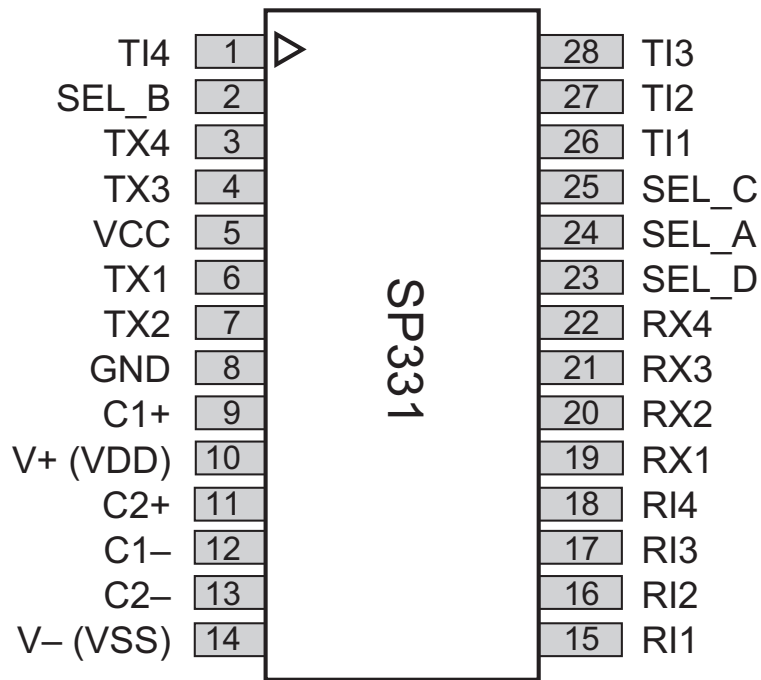 TI4 1 28 TI3
SEL_B 2 27 TI2
TX4 3 26 TI1
TX3 4 25 SEL_C
VCC 5 24 SEL_A
TX1 6 23 SEL_D
TX2 7 22 RX4
GND 8 21 RX3
C1+ 9 20 RX2
V+ (VDD) 10 19 RX1
C2+ 11 18 RI4
C1– 12 17 RI3
C2– 13 16 RI2
V– (VSS) 14 15 RI1
SP331